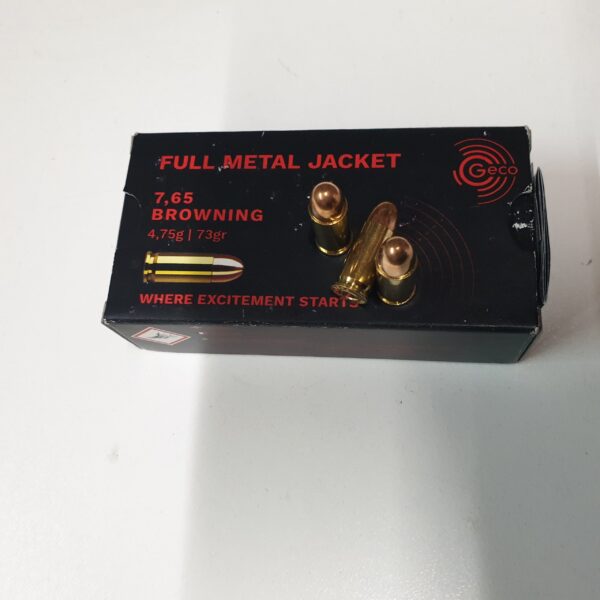 FULL METAL JACKET
Geco
7,65
BROWNING
4,75g | 73gr
WHERE EXCITEMENT STARTS